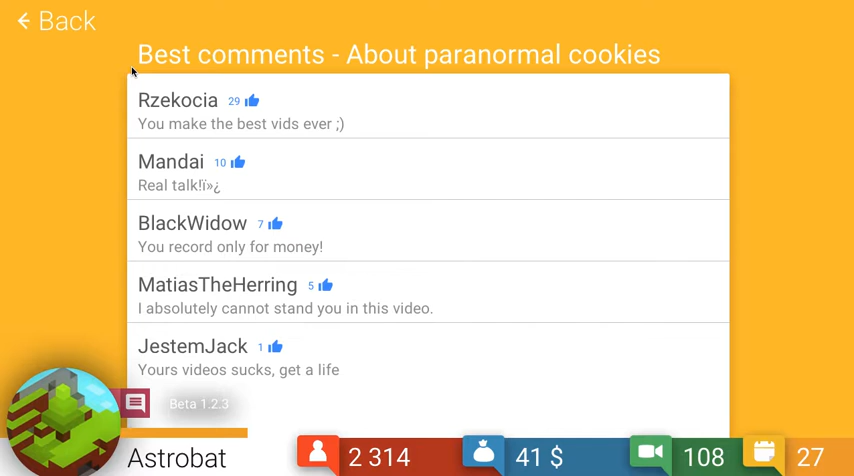 Back
Best comments - About paranormal cookies
Rzekocia 29
You make the best vids ever ;)
Mandai 10
Real talk!ï»¿
BlackWidow 7
You record only for money!
MatiasTheHerring 5
I absolutely cannot stand you in this video.
JestemJack 1
Yours videos sucks, get a life
Beta 1.2.3
Astrobat 2 314 41 $ 108 27